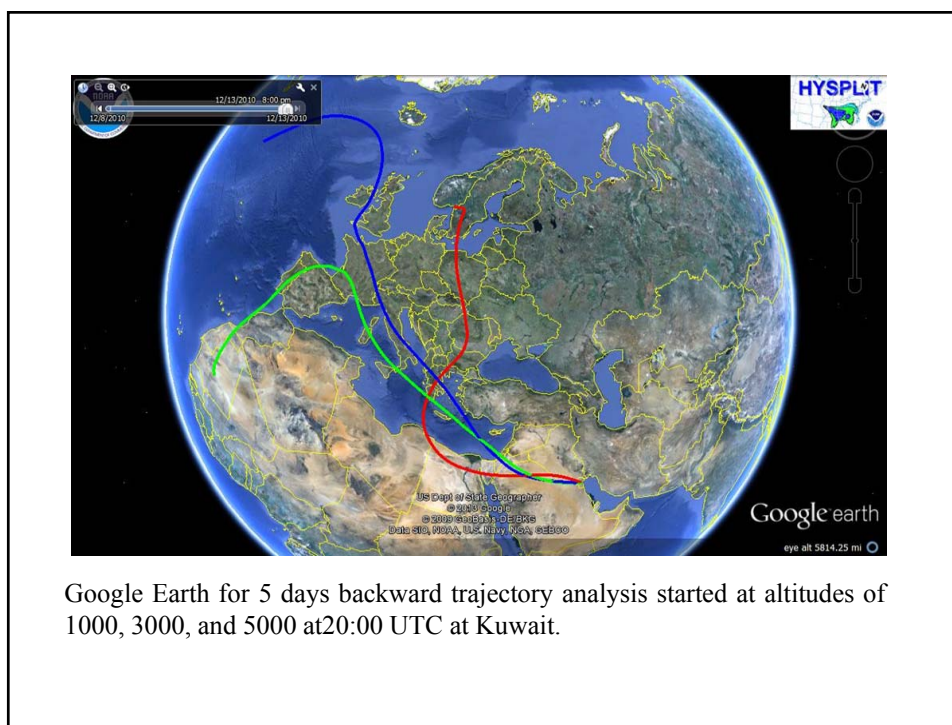 12/13/2010 8:00 pm
12/8/2010 12/13/2010
NOAA
HYSPLIT
US Dept of State Geographer
© 2013 Google
© 2009 GeoBasis-DE/BKG
Data SIO, NOAA, U.S. Navy, NGA, GEBCO
Google earth
eye alt 5814.25 mi
Google Earth for 5 days backward trajectory analysis started at altitudes of
1000, 3000, and 5000 at20:00 UTC at Kuwait.